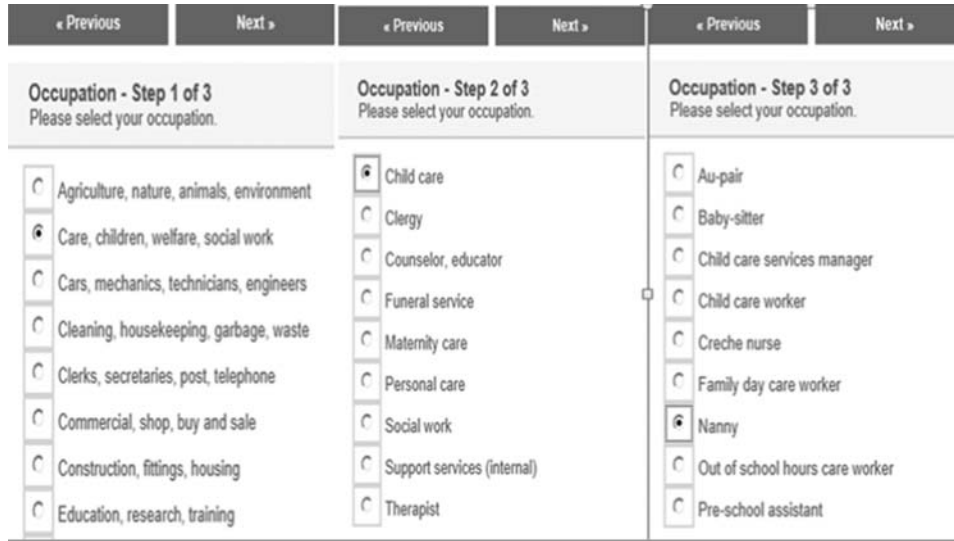 « Previous
Next »
Occupation - Step 1 of 3
Please select your occupation.
Agriculture, nature, animals, environment
Care, children, welfare, social work
Cars, mechanics, technicians, engineers
Cleaning, housekeeping, garbage, waste
Clerks, secretaries, post, telephone
Commercial, shop, buy and sale
Construction, fittings, housing
Education, research, training
« Previous
Next »
Occupation - Step 2 of 3
Please select your occupation.
Child care
Clergy
Counselor, educator
Funeral service
Maternity care
Personal care
Social work
Support services (internal)
Therapist
« Previous
Next »
Occupation - Step 3 of 3
Please select your occupation.
Au-pair
Baby-sitter
Child care services manager
Child care worker
Creche nurse
Family day care worker
Nanny
Out of school hours care worker
Pre-school assistant